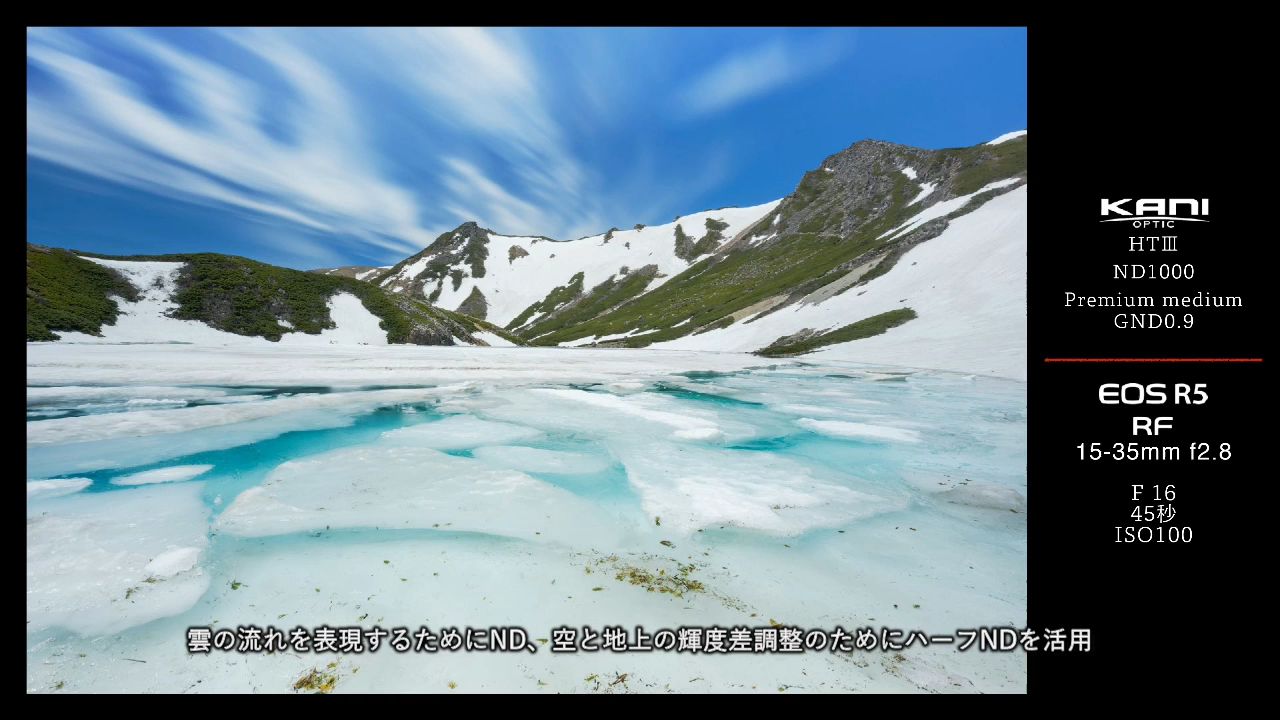 KANI
OPTIC
HTⅢ
ND1000
Premium medium
GND0.9
EOS R5
RF
15-35mm f2.8
F 16
45秒
ISO100
雲の流れを表現するためにND、空と地上の輝度差調整のためにハーフNDを活用